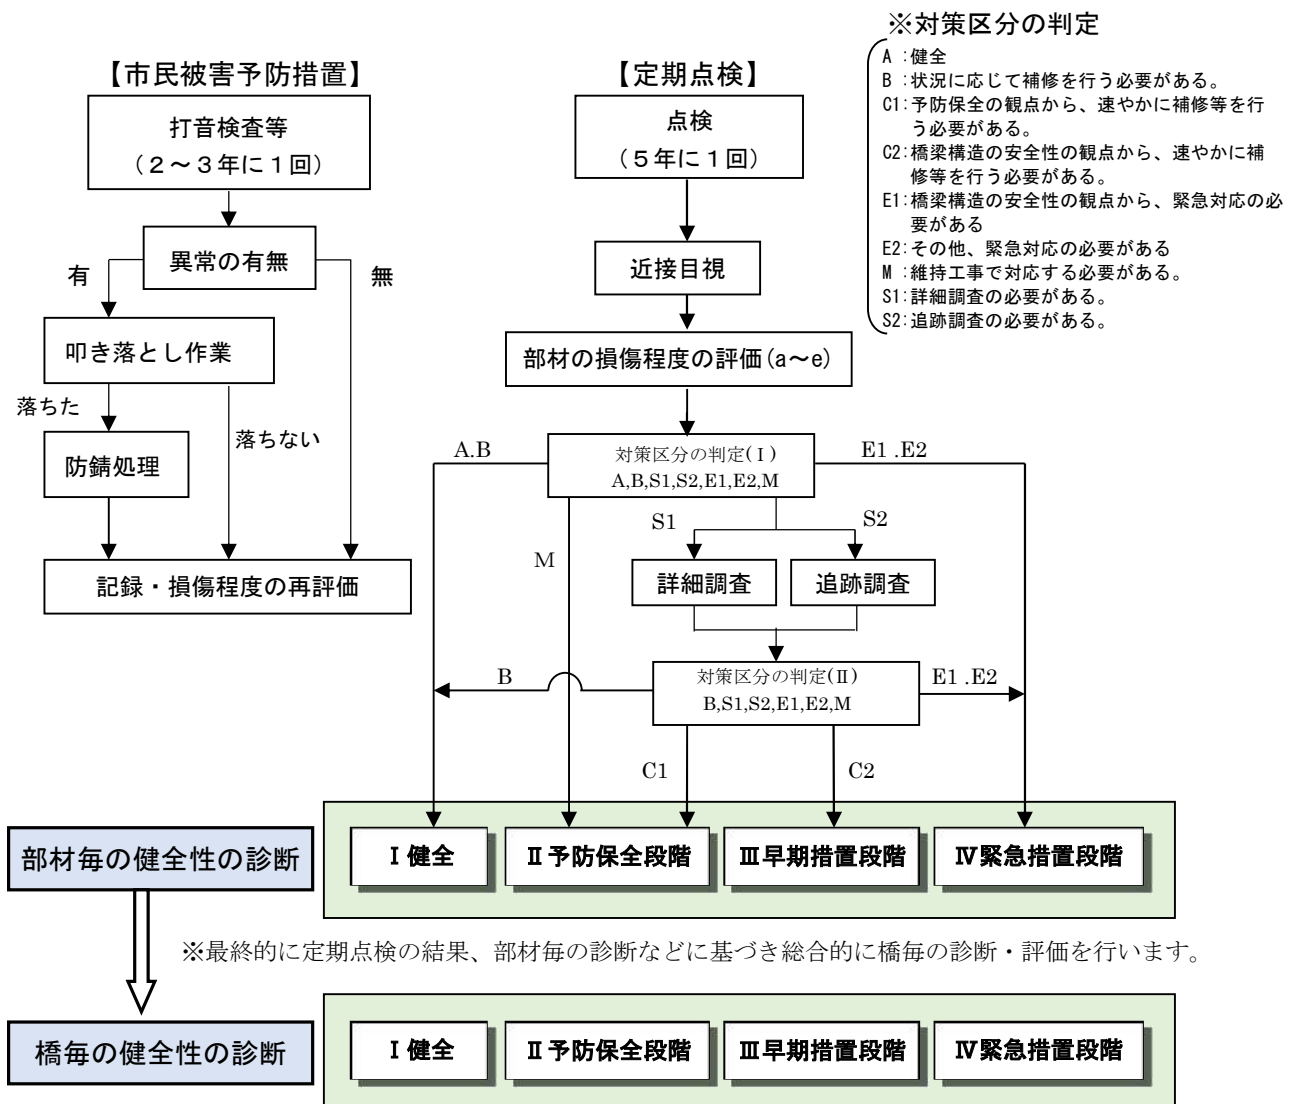 ※対策区分の判定
A :健全
B :状況に応じて補修を行う必要がある。
C1:予防保全の観点から、速やかに補修等を行
う必要がある。
C2:橋梁構造の安全性の観点から、速やかに補
修等を行う必要がある。
E1:橋梁構造の安全性の観点から、緊急対応の必
要がある
E2:その他、緊急対応の必要がある
M :維持工事で対応する必要がある。
S1:詳細調査の必要がある。
S2:追跡調査の必要がある。
【市民被害予防措置】
打音検査等
（２～３年に１回）
異常の有無
有
無
叩き落とし作業
落ちた
落ちない
防錆処理
記録・損傷程度の再評価
【定期点検】
点検
（５年に１回）
近接目視
部材の損傷程度の評価(a～e)
A.B
対策区分の判定(Ⅰ)
A,B,S1,S2,E1,E2,M
E1 .E2
S1
S2
M
詳細調査
追跡調査
B
対策区分の判定(Ⅱ)
B,S1,S2,E1,E2,M
E1 .E2
C1
C2
部材毎の健全性の診断
Ⅰ健全
Ⅱ予防保全段階
Ⅲ早期措置段階
Ⅳ緊急措置段階
※最終的に定期点検の結果、部材毎の診断などに基づき総合的に橋毎の診断・評価を行います。
橋毎の健全性の診断
Ⅰ健全
Ⅱ予防保全段階
Ⅲ早期措置段階
Ⅳ緊急措置段階